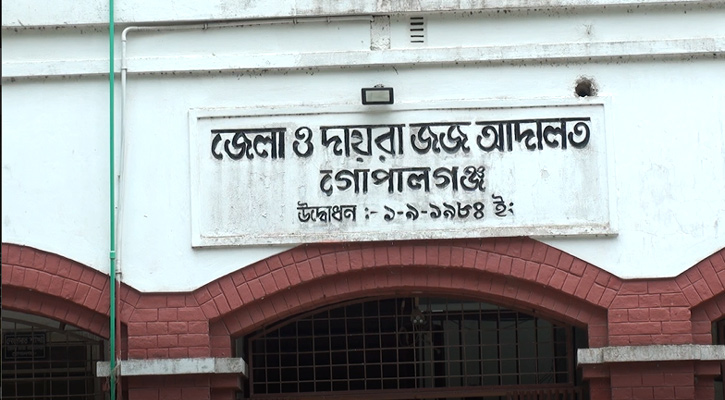 জেলা ও দায়রা জজ আদালত
গোপালগঞ্জ
উদ্বোধন :- ১-৯-১৯৮৪ ইং